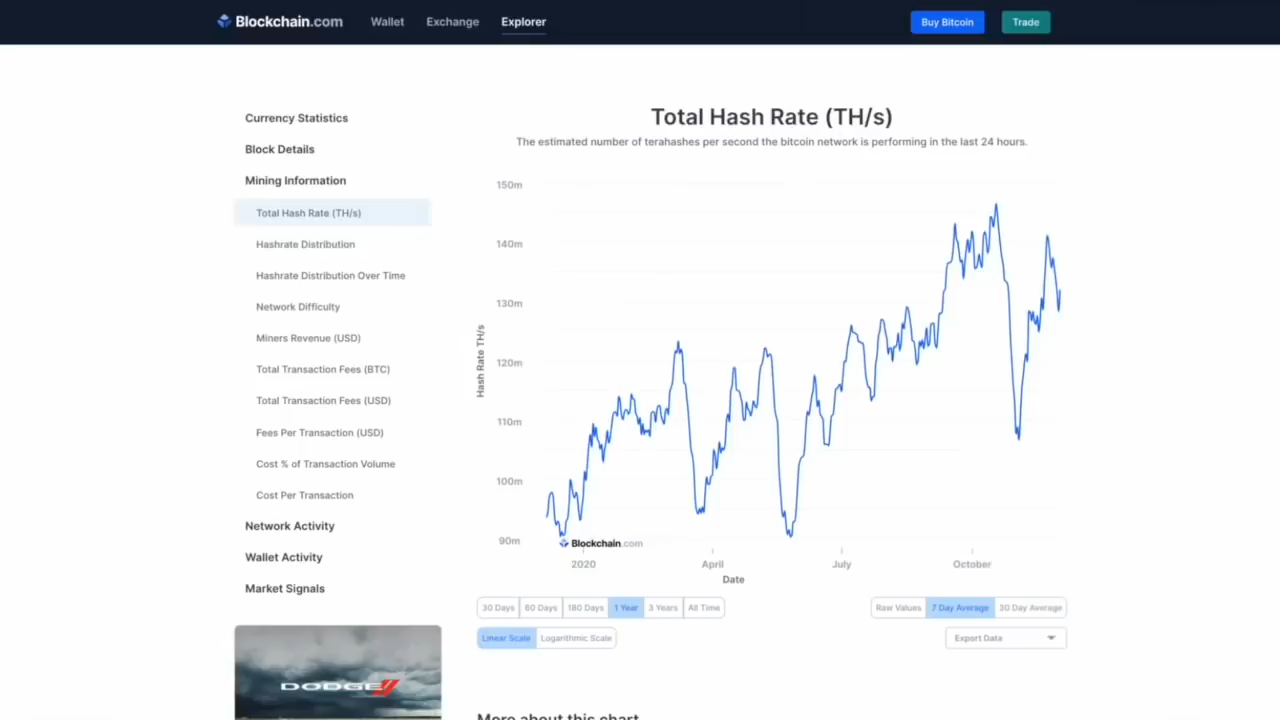 Blockchain.com
Wallet
Exchange
Explorer
Buy Bitcoin
Trade
Currency Statistics
Block Details
Mining Information
Total Hash Rate (TH/s)
Hashrate Distribution
Hashrate Distribution Over Time
Network Difficulty
Miners Revenue (USD)
Total Transaction Fees (BTC)
Total Transaction Fees (USD)
Fees Per Transaction (USD)
Cost % of Transaction Volume
Cost Per Transaction
Network Activity
Wallet Activity
Market Signals
DODGE
Total Hash Rate (TH/s)
The estimated number of terahashes per second the bitcoin network is performing in the last 24 hours.
150m
140m
130m
120m
110m
100m
90m
Hash Rate TH/s
Blockchain.com
2020
April
July
October
Date
30 Days
60 Days
180 Days
1 Year
3 Years
All Time
Raw Values
7 Day Average
30 Day Average
Linear Scale
Logarithmic Scale
Export Data
More about this chart